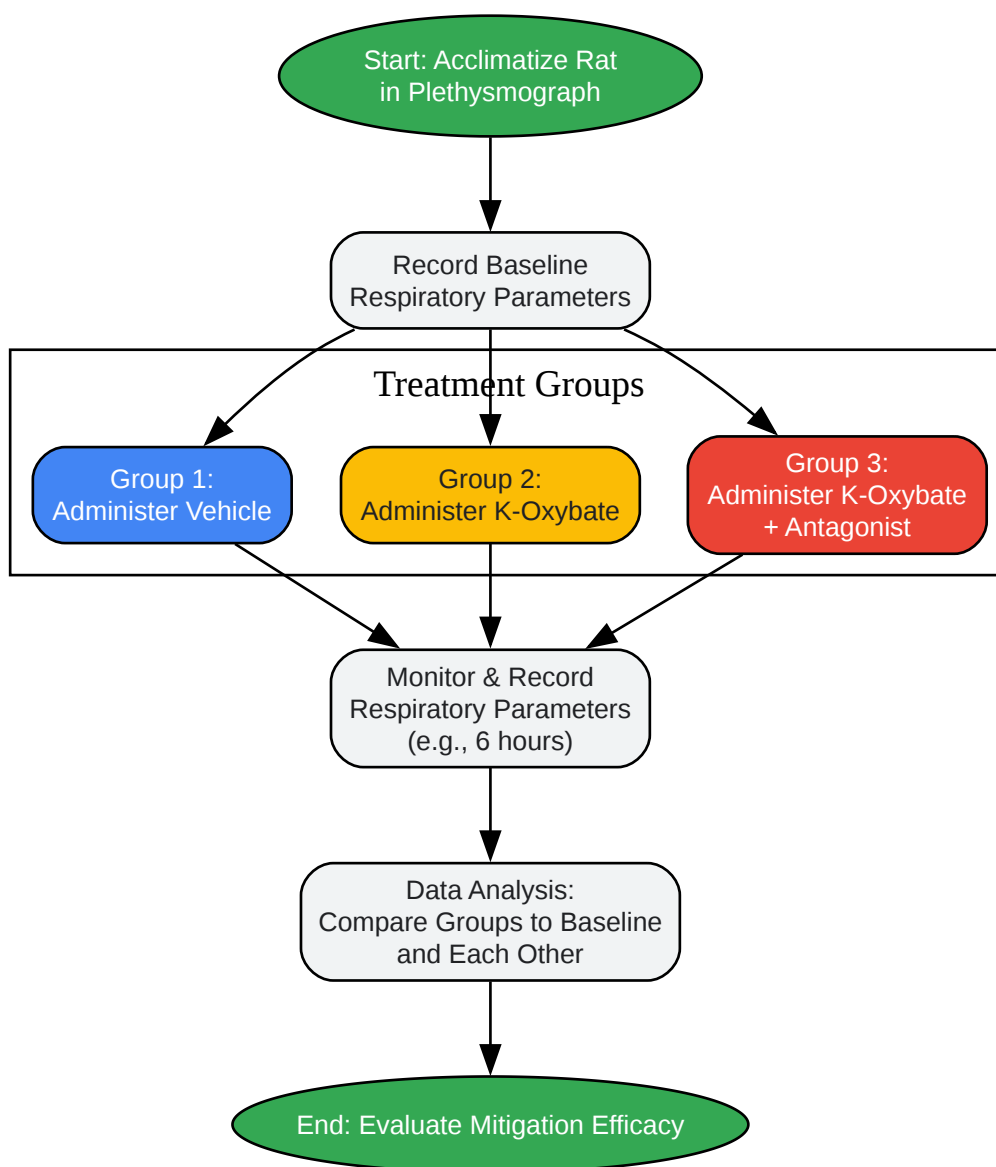 Start: Acclimatize Rat
in Plethysmograph
Record Baseline
Respiratory Parameters
Treatment Groups
Group 1:
Administer Vehicle
Group 2:
Administer K-Oxybate
Group 3:
Administer K-Oxybate
+ Antagonist
Monitor & Record
Respiratory Parameters
(e.g., 6 hours)
Data Analysis:
Compare Groups to Baseline
and Each Other
End: Evaluate Mitigation Efficacy